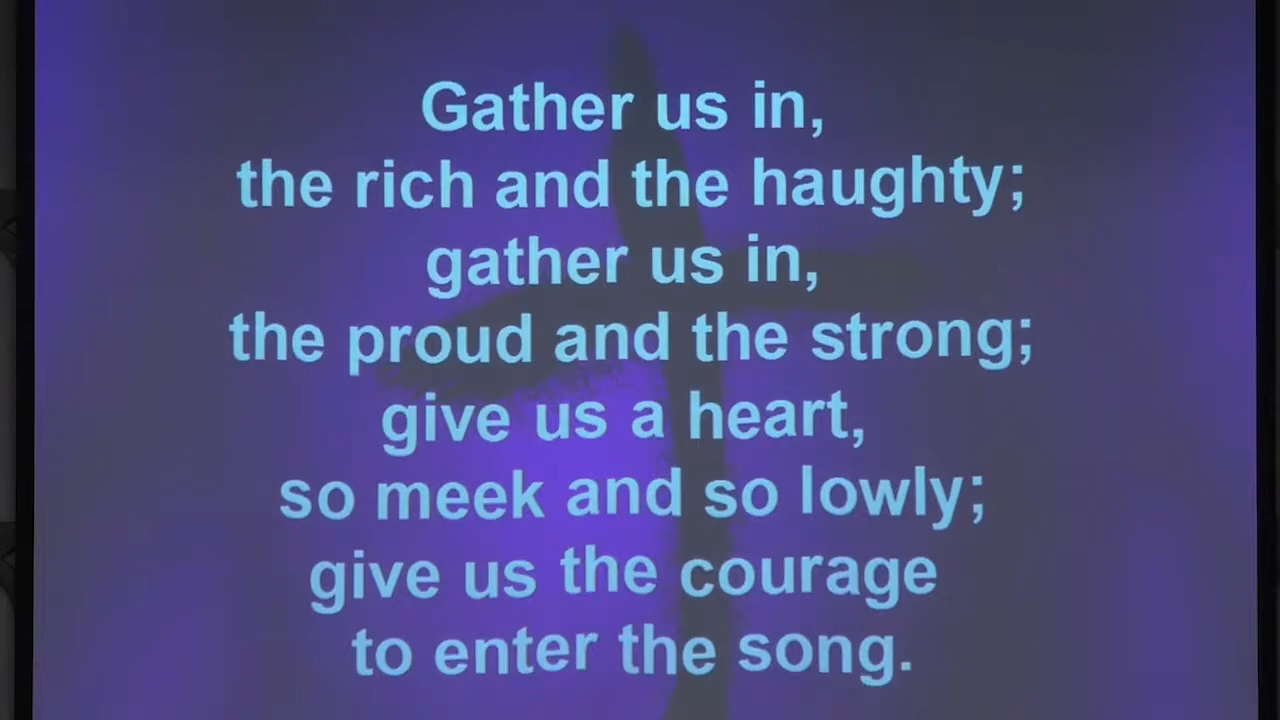 Gather us in,
the rich and the haughty;
gather us in,
the proud and the strong;
give us a heart,
so meek and so lowly;
give us the courage
to enter the song.